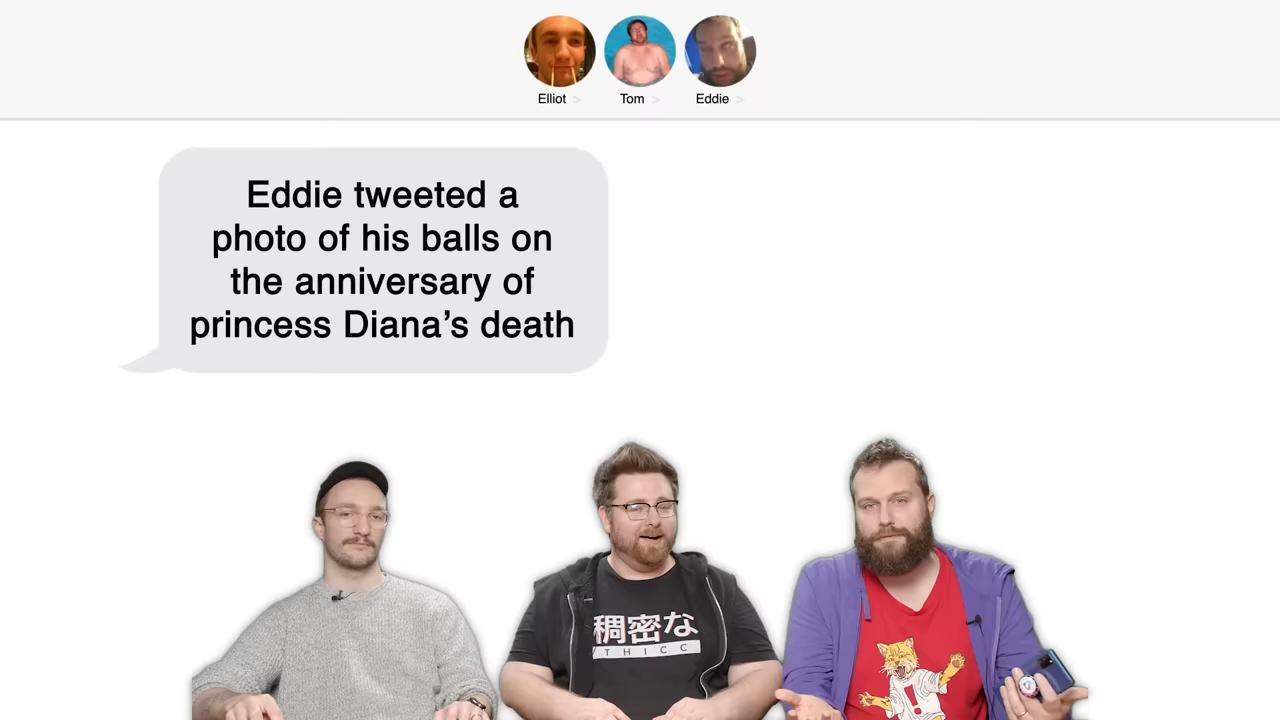 Elliot >
Tom >
Eddie >
Eddie tweeted a
photo of his balls on
the anniversary of
princess Diana’s death
稠密な
THICC
!